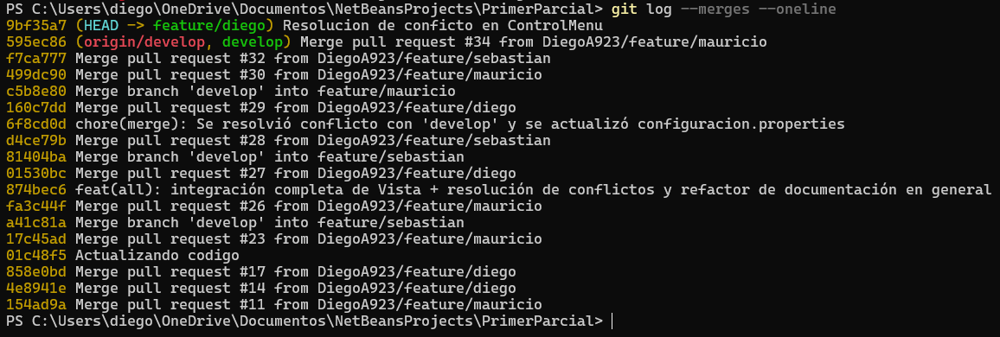 PS C:\Users\diego\OneDrive\Documentos\NetBeansProjects\PrimerParcial> git log --merges --oneline
9bf35a7 (HEAD -> feature/diego) Resolucion de conficto en ControlMenu
595ec86 (origin/develop, develop) Merge pull request #34 from DiegoA923/feature/mauricio
f7ca777 Merge pull request #32 from DiegoA923/feature/sebastian
499dc90 Merge pull request #30 from DiegoA923/feature/mauricio
c5b8e80 Merge branch 'develop' into feature/mauricio
160c7dd Merge pull request #29 from DiegoA923/feature/diego
6f8cd0d chore(merge): Se resolvió conflicto con 'develop' y se actualizó configuracion.properties
d4ce79b Merge pull request #28 from DiegoA923/feature/sebastian
81404ba Merge branch 'develop' into feature/sebastian
01530bc Merge pull request #27 from DiegoA923/feature/diego
874bec6 feat(all): integración completa de Vista + resolución de conflictos y refactor de documentación en general
fa3c44f Merge pull request #26 from DiegoA923/feature/mauricio
a41c81a Merge branch 'develop' into feature/sebastian
17c45ad Merge pull request #23 from DiegoA923/feature/mauricio
01c48f5 Actualizando codigo
858e0bd Merge pull request #17 from DiegoA923/feature/diego
4e8941e Merge pull request #14 from DiegoA923/feature/diego
154ad9a Merge pull request #11 from DiegoA923/feature/mauricio
PS C:\Users\diego\OneDrive\Documentos\NetBeansProjects\PrimerParcial>